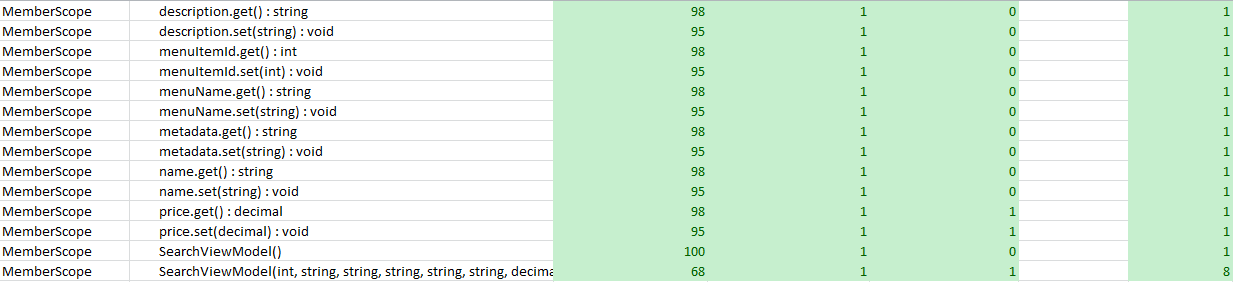 MemberScope description.get() : string 98 1 0 1
MemberScope description.set(string) : void 95 1 0 1
MemberScope menuItemId.get() : int 98 1 0 1
MemberScope menuItemId.set(int) : void 95 1 0 1
MemberScope menuName.get() : string 98 1 0 1
MemberScope menuName.set(string) : void 95 1 0 1
MemberScope metadata.get() : string 98 1 0 1
MemberScope metadata.set(string) : void 95 1 0 1
MemberScope name.get() : string 98 1 0 1
MemberScope name.set(string) : void 95 1 0 1
MemberScope price.get() : decimal 98 1 1 1
MemberScope price.set(decimal) : void 95 1 1 1
MemberScope SearchViewModel() 100 1 0 1
MemberScope SearchViewModel(int, string, string, string, string, string, decima 68 1 1 8